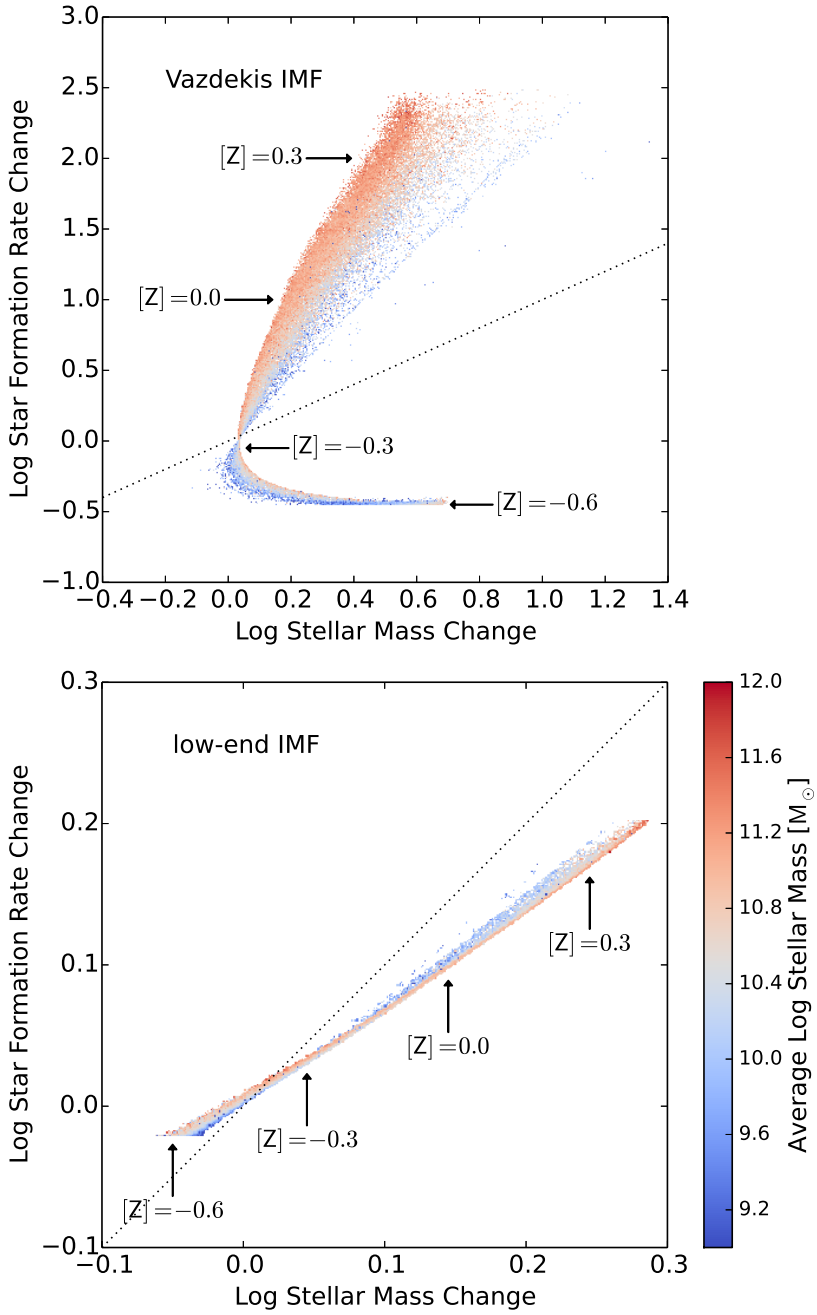 3.0
2.5
2.0
1.5
1.0
0.5
0.0
−0.5
−1.0
Log Star Formation Rate Change
Vazdekis IMF
[Z]=0.3
[Z]=0.0
[Z]=−0.3
[Z]=−0.6
−0.4 −0.2 0.0 0.2 0.4 0.6 0.8 1.0 1.2 1.4
Log Stellar Mass Change
0.3
0.2
0.1
0.0
−0.1
Log Star Formation Rate Change
low-end IMF
[Z]=0.3
[Z]=0.0
[Z]=−0.3
[Z]=−0.6
−0.1 0.0 0.1 0.2 0.3
Log Stellar Mass Change
12.0
11.6
11.2
10.8
10.4
10.0
9.6
9.2
Average Log Stellar Mass [M☉]